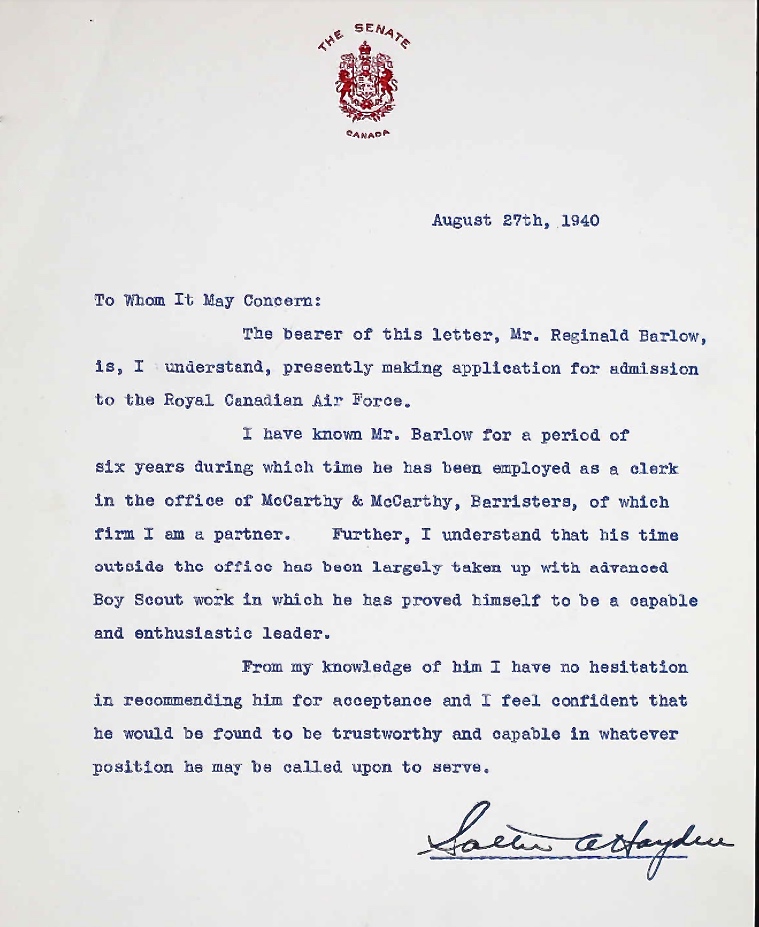 THE SENATE
CANADA
August 27th, 1940
To Whom It May Concern:
The bearer of this letter, Mr. Reginald Barlow,
is, I understand, presently making application for admission
to the Royal Canadian Air Force.
I have known Mr. Barlow for a period of
six years during which time he has been employed as a clerk
in the office of McCarthy & McCarthy, Barristers, of which
firm I am a partner. Further, I understand that his time
outside the office has been largely taken up with advanced
Boy Scout work in which he has proved himself to be a capable
and enthusiastic leader.
From my knowledge of him I have no hesitation
in recommending him for acceptance and I feel confident that
he would be found to be trustworthy and capable in whatever
position he may be called upon to serve.
Salter A Hayden